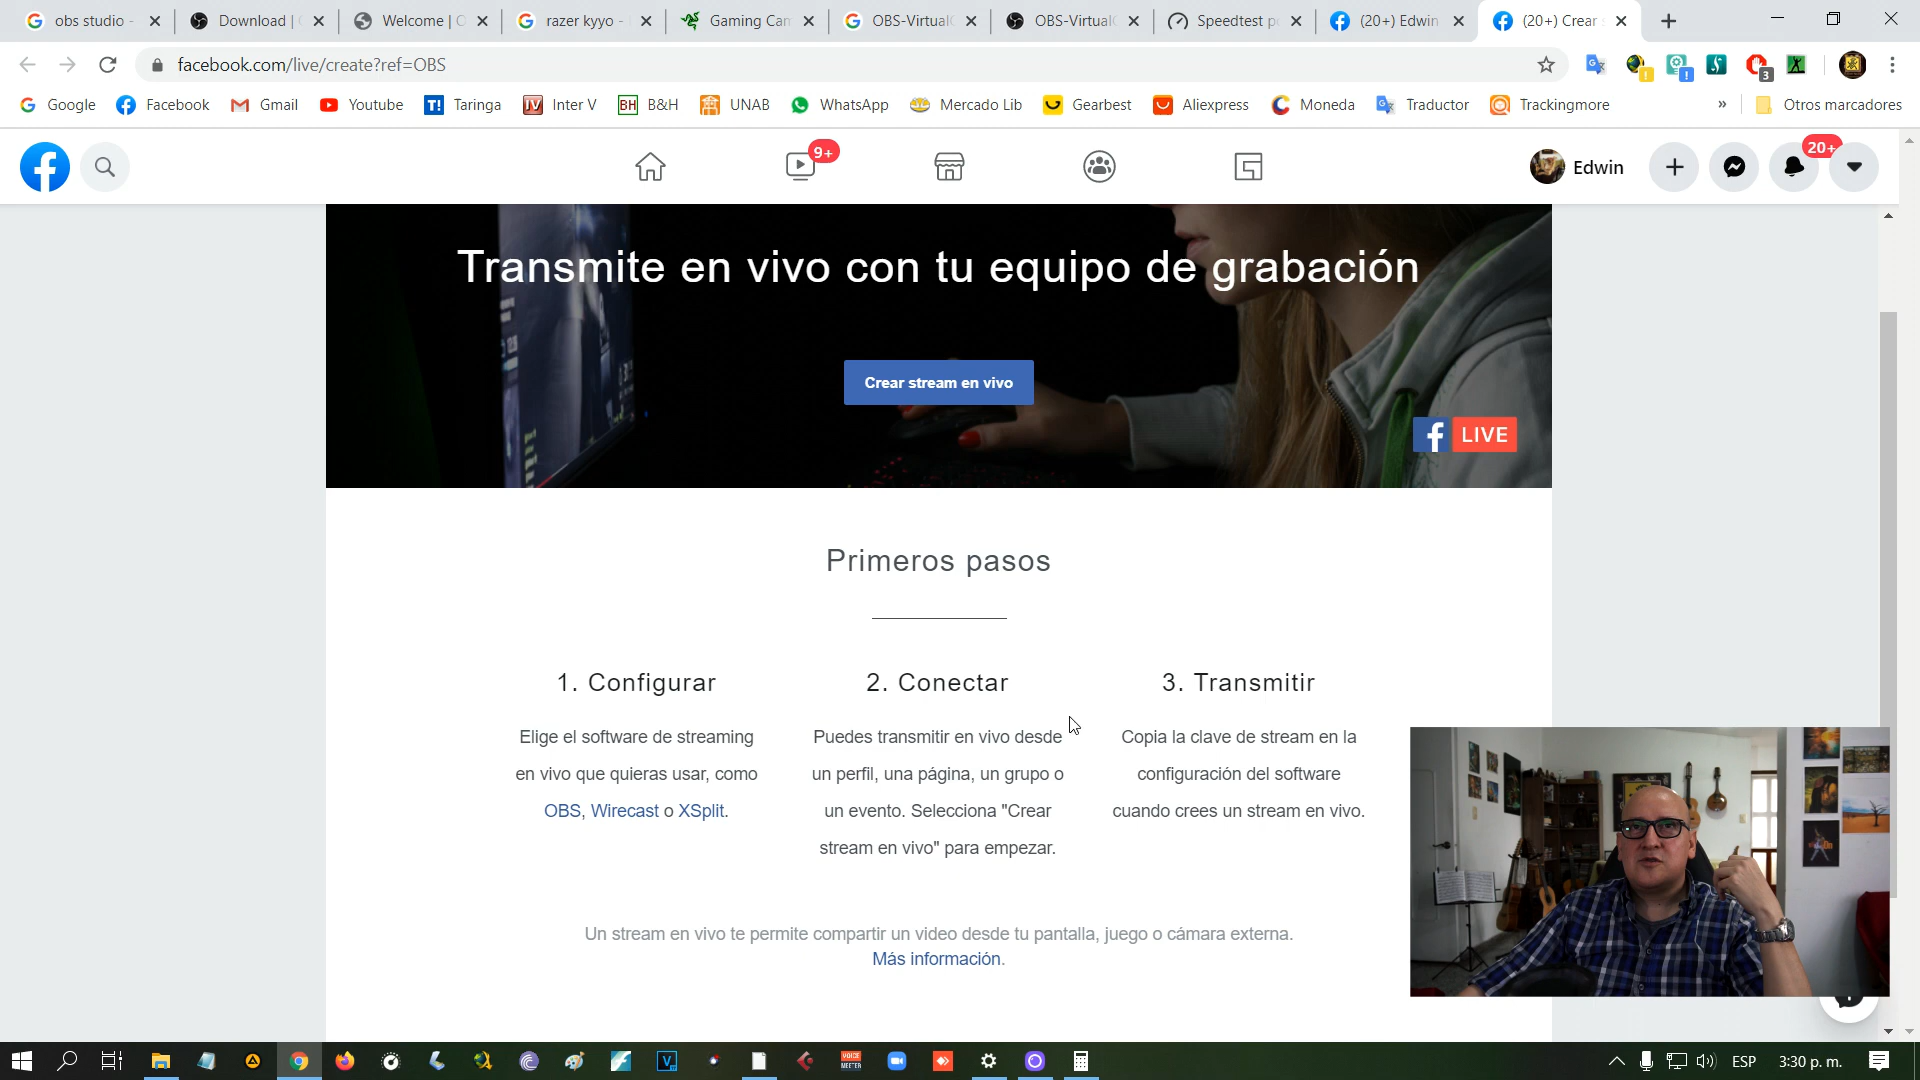 obs studio -
Download |
Welcome | O
razer kyyo -
Gaming Can
OBS-VirtualC
OBS-Virtual
Speedtest p
(20+) Edwin
(20+) Crear
facebook.com/live/create?ref=OBS
3
Google
Facebook
Gmail
Youtube
Taringa
Inter V
B&H
UNAB
WhatsApp
Mercado Lib
Gearbest
Aliexpress
Moneda
Traductor
Trackingmore
»
Otros marcadores
9+
Edwin
20+
Transmite en vivo con tu equipo de grabación
Crear stream en vivo
LIVE
Primeros pasos
1. Configurar
Elige el software de streaming
en vivo que quieras usar, como
OBS, Wirecast o XSplit.
2. Conectar
Puedes transmitir en vivo desde
un perfil, una página, un grupo o
un evento. Selecciona "Crear
stream en vivo" para empezar.
3. Transmitir
Copia la clave de stream en la
configuración del software
cuando crees un stream en vivo.
Un stream en vivo te permite compartir un video desde tu pantalla, juego o cámara externa.
Más información.
VOICE
MEETER
ESP
3:30 p. m.